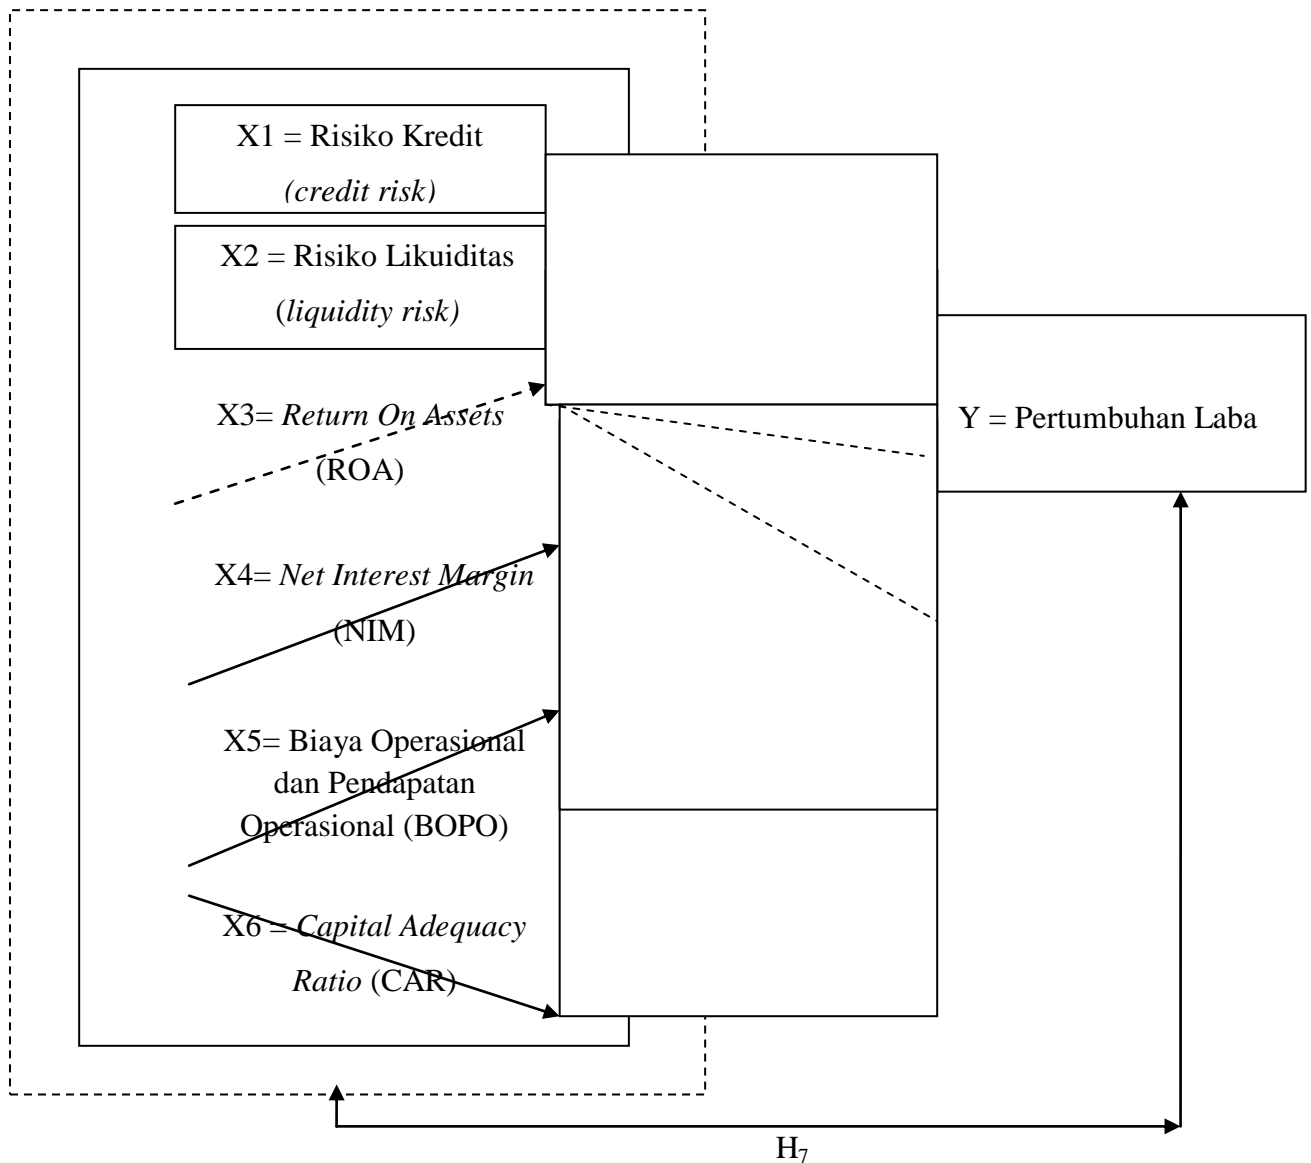 X1 = Risiko Kredit
(credit risk)
X2 = Risiko Likuiditas
(liquidity risk)
X3= Return On Assets
(ROA)
Y = Pertumbuhan Laba
X4= Net Interest Margin
(NIM)
X5= Biaya Operasional
dan Pendapatan
Operasional (BOPO)
X6 = Capital Adequacy
Ratio (CAR)
H₇